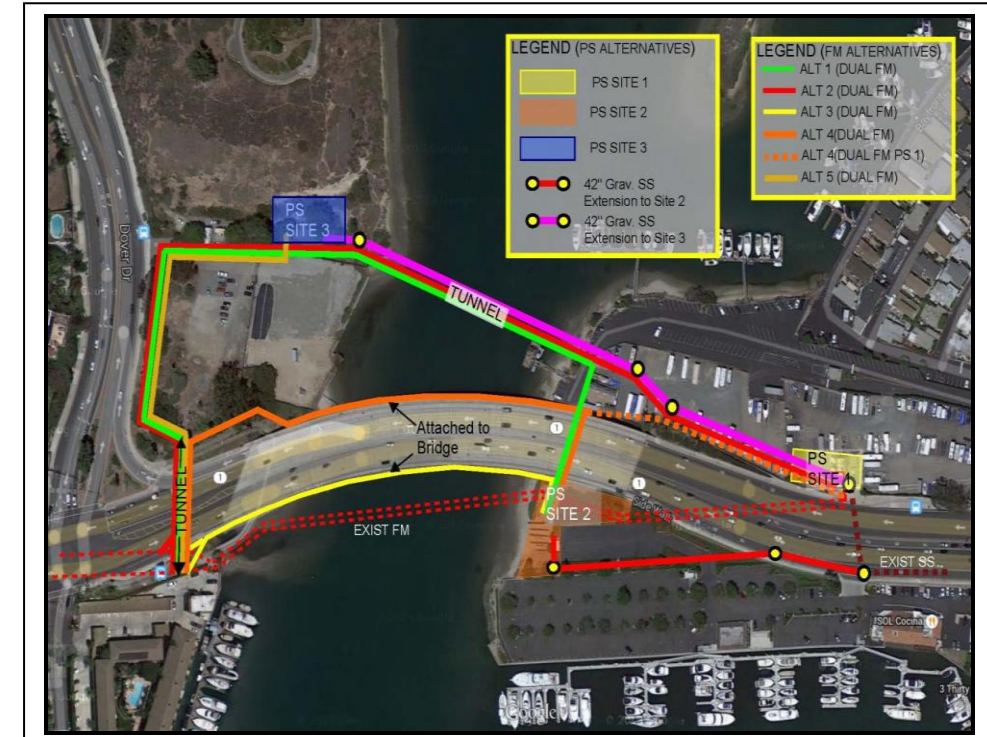 LEGEND (PS ALTERNATIVES)
PS SITE 1
PS SITE 2
PS SITE 3
42" Grav. SS
Extension to Site 2
42" Grav. SS
Extension to Site 3
LEGEND (FM ALTERNATIVES)
ALT 1 (DUAL FM)
ALT 2 (DUAL FM)
ALT 3 (DUAL FM)
ALT 4(DUAL FM)
ALT 4(DUAL FM PS 1)
ALT 5 (DUAL FM)
PS
SITE 3
Dover Dr
TUNNEL
Attached to
Bridge
1
1
1
PS
SITE 1
PS
SITE 2
TUNNEL
EXIST FM
EXIST SS
SOL Cocina
3 Thirty
Google